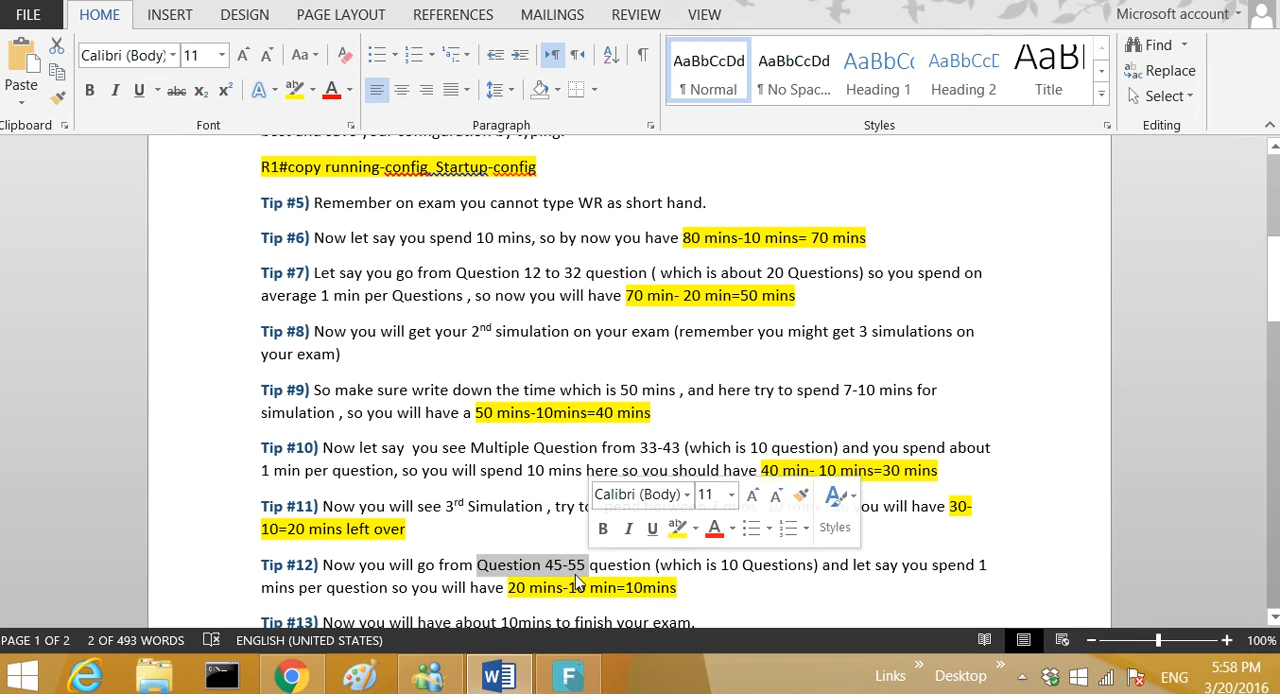 FILE HOME INSERT DESIGN PAGE LAYOUT REFERENCES MAILINGS REVIEW VIEW Microsoft account
Paste
Calibri (Body) 11
Aa
B I U abc x₂ x² A ab A
A Z
AaBbCcDd AaBbCcDd AaBbCc AaBbCcD AaBl
¶ Normal ¶ No Spac... Heading 1 Heading 2 Title
Find
Replace
Select
Clipboard Font Paragraph Styles Editing
R1#copy running-config, Startup-config
Tip #5) Remember on exam you cannot type WR as short hand.
Tip #6) Now let say you spend 10 mins, so by now you have 80 mins-10 mins= 70 mins
Tip #7) Let say you go from Question 12 to 32 question ( which is about 20 Questions) so you spend on
average 1 min per Questions , so now you will have 70 min- 20 min=50 mins
Tip #8) Now you will get your 2nd simulation on your exam (remember you might get 3 simulations on
your exam)
Tip #9) So make sure write down the time which is 50 mins , and here try to spend 7-10 mins for
simulation , so you will have a 50 mins-10mins=40 mins
Tip #10) Now let say you see Multiple Question from 33-43 (which is 10 question) and you spend about
1 min per question, so you will spend 10 mins here so you should have 40 min- 10 mins=30 mins
Calibri (Body) 11
B I U ab A Styles
Tip #11) Now you will see 3rd Simulation , try to you will have 30-
10=20 mins left over
Tip #12) Now you will go from Question 45-55 question (which is 10 Questions) and let say you spend 1
mins per question so you will have 20 mins-10 min=10mins
Tip #13) Now you will have about 10mins to finish your exam.
PAGE 1 OF 2 2 OF 493 WORDS ENGLISH (UNITED STATES) 100%
Links Desktop ENG 5:58 PM
3/20/2016